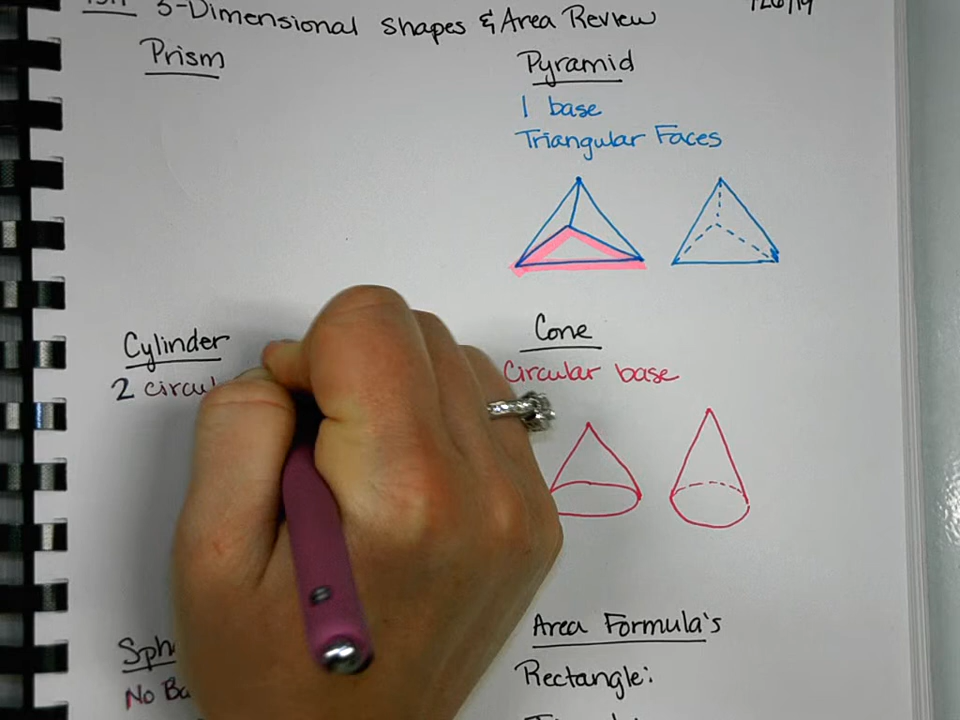 3-Dimensional Shapes & Area Review
Prism
Pyramid
1 base
Triangular Faces
Cylinder
2
Cone
Circular base
No
Area Formula's
Rectangle: